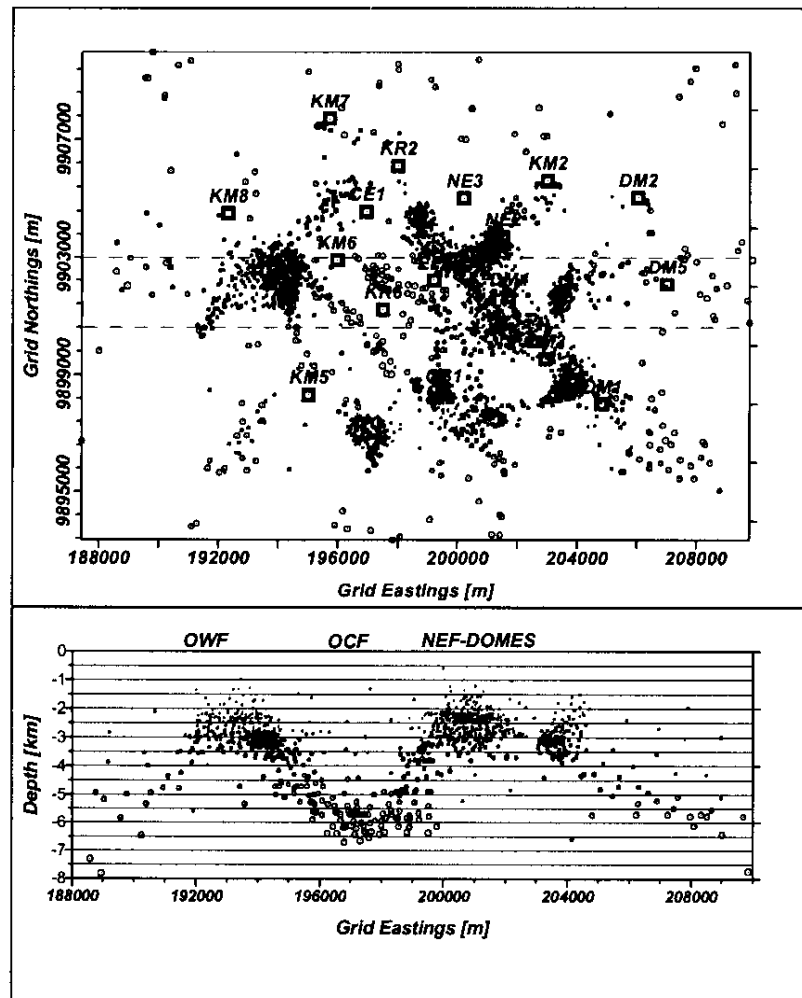 KM7
9907000
KR2
KM2
KM8
CE1
NE3
DM2
Grid Northings [m]
9903000
KM6
DM5
KR6
9899000
KM5
DM1
9895000
188000 192000 196000 200000 204000 208000
Grid Eastings [m]
OWF OCF NEF-DOMES
0
-1
-2
-3
-4
-5
-6
-7
-8
Depth [km]
188000 192000 196000 200000 204000 208000
Grid Eastings [m]